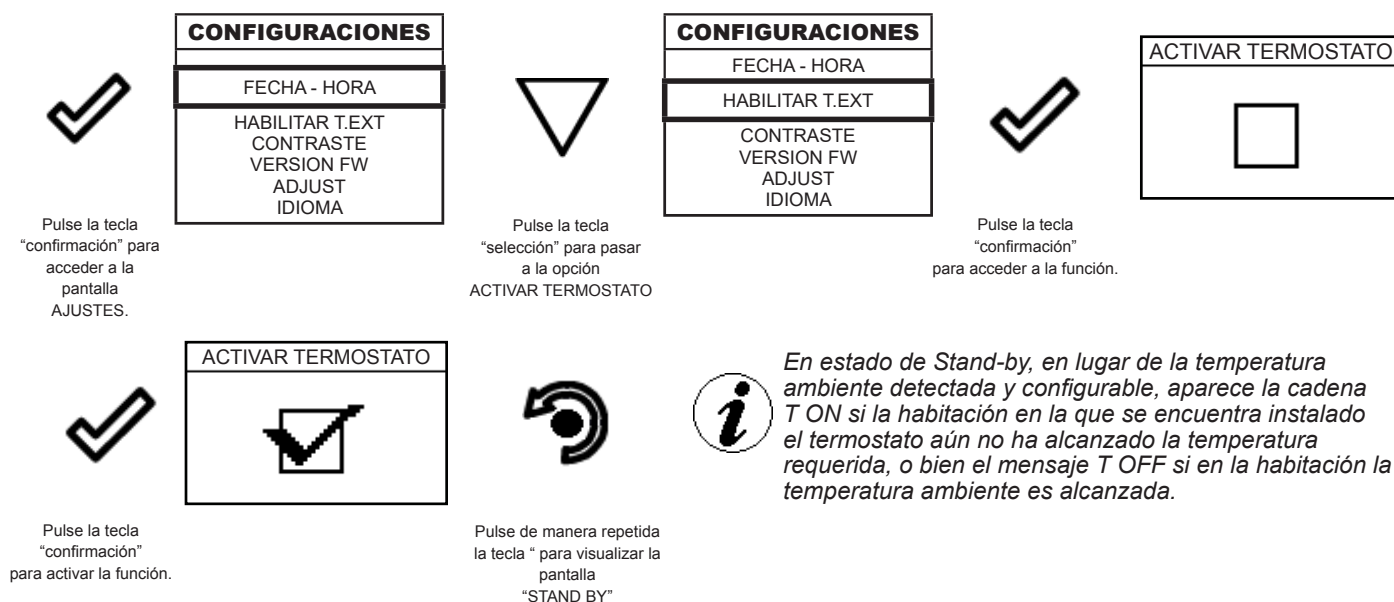 CONFIGURACIONES
FECHA - HORA
HABILITAR T.EXT
CONTRASTE
VERSION FW
ADJUST
IDIOMA
Pulse la tecla
“confirmación” para
acceder a la
pantalla
AJUSTES.
Pulse la tecla
“selección” para pasar
a la opción
ACTIVAR TERMOSTATO
CONFIGURACIONES
FECHA - HORA
HABILITAR T.EXT
CONTRASTE
VERSION FW
ADJUST
IDIOMA
Pulse la tecla
“confirmación”
para acceder a la función.
ACTIVAR TERMOSTATO
Pulse la tecla
“confirmación”
para activar la función.
ACTIVAR TERMOSTATO
Pulse de manera repetida
la tecla “ para visualizar la
pantalla
“STAND BY”
En estado de Stand-by, en lugar de la temperatura
ambiente detectada y configurable, aparece la cadena
T ON si la habitación en la que se encuentra instalado
el termostato aún no ha alcanzado la temperatura
requerida, o bien el mensaje T OFF si en la habitación la
temperatura ambiente es alcanzada.